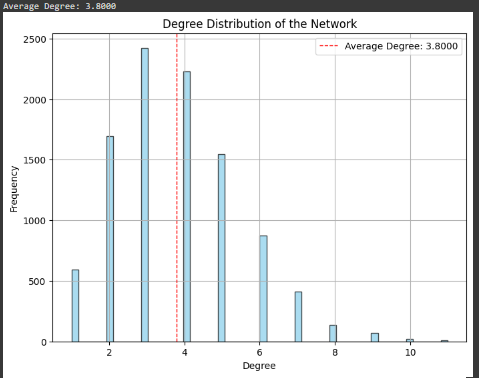 Average Degree: 3.8000
Degree Distribution of the Network
Average Degree: 3.8000
2500
2000
1500
1000
500
0
Frequency
2 4 6 8 10
Degree